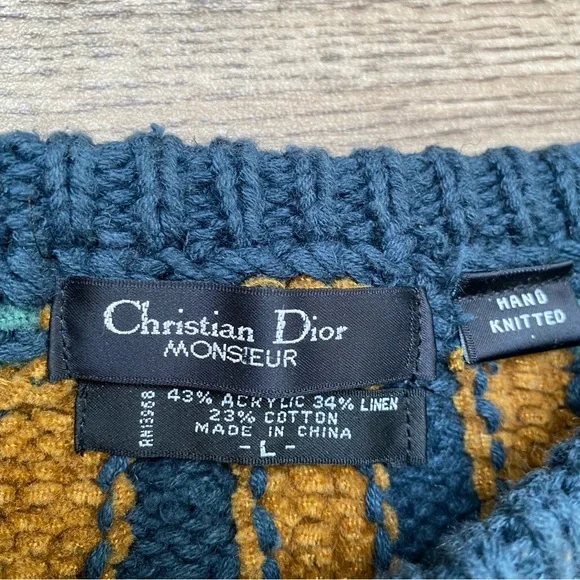 Christian Dior
MONSIEUR
HAND
KNITTED
RN13968
43% ACRYLIC 34% LINEN
23% COTTON
MADE IN CHINA
- L -